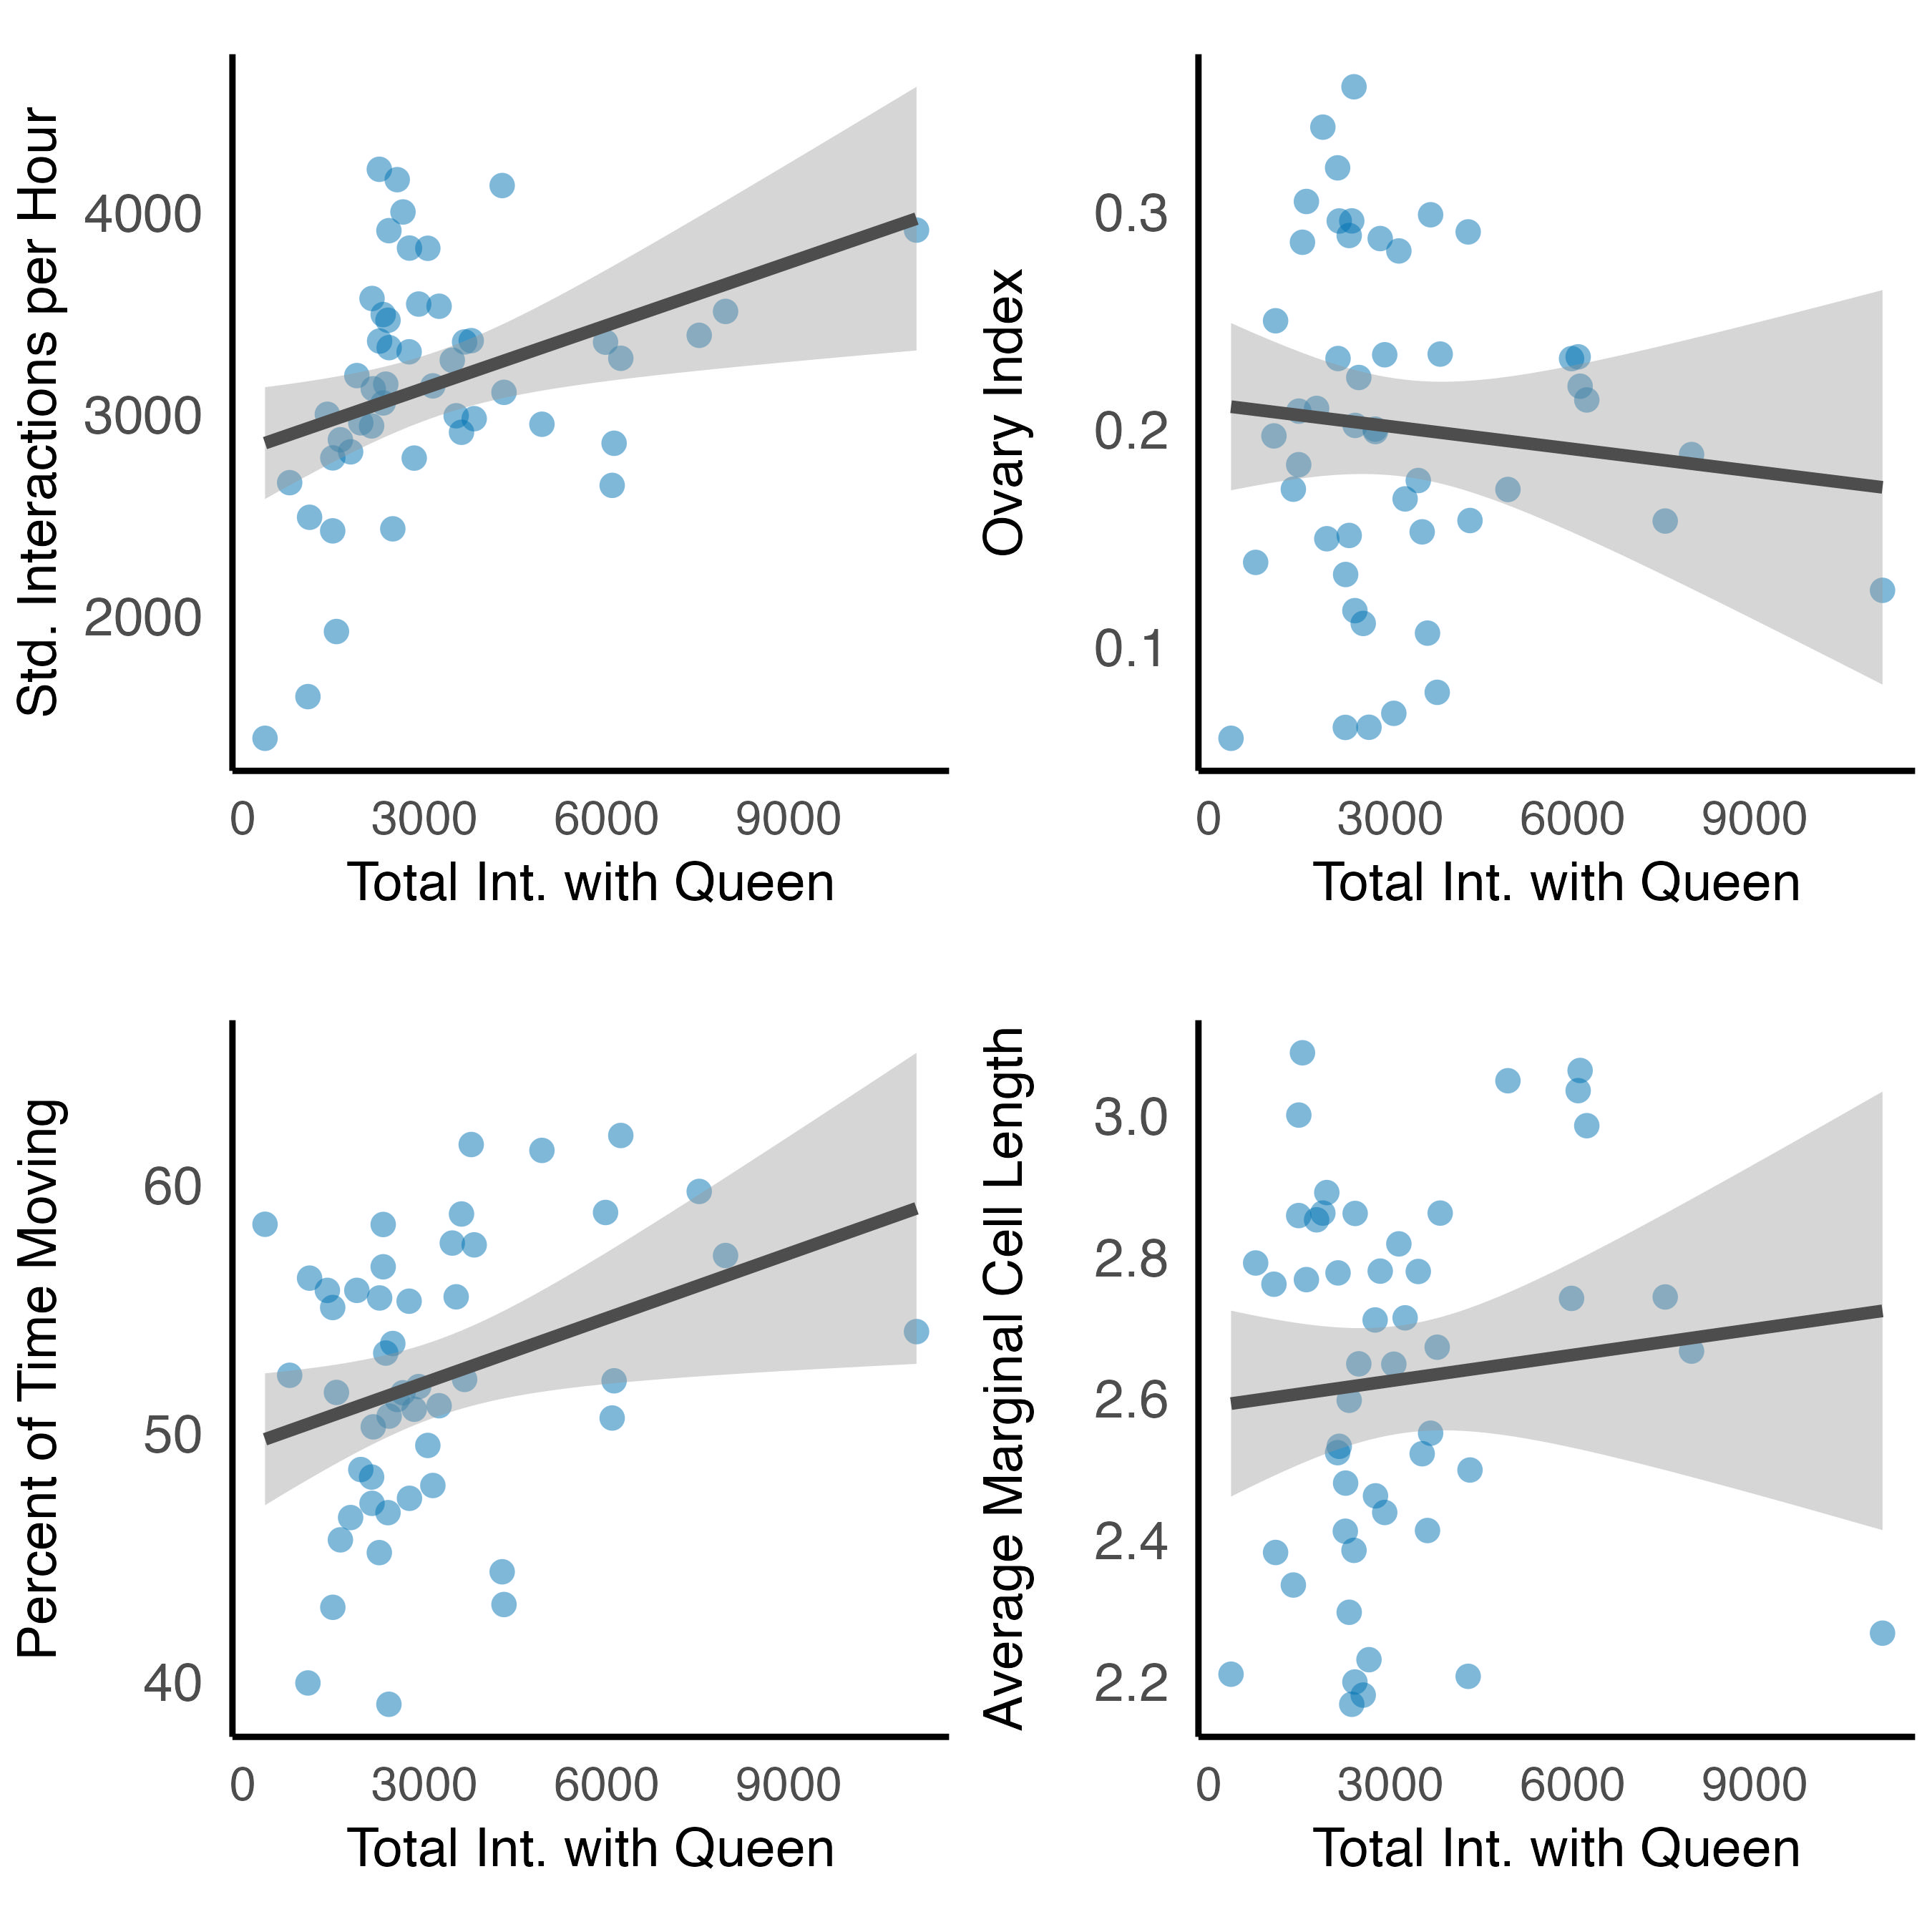 Std. Interactions per Hour
4000
3000
2000
0 3000 6000 9000
Total Int. with Queen
Ovary Index
0.3
0.2
0.1
0 3000 6000 9000
Total Int. with Queen
Percent of Time Moving
60
50
40
0 3000 6000 9000
Total Int. with Queen
Average Marginal Cell Length
3.0
2.8
2.6
2.4
2.2
0 3000 6000 9000
Total Int. with Queen